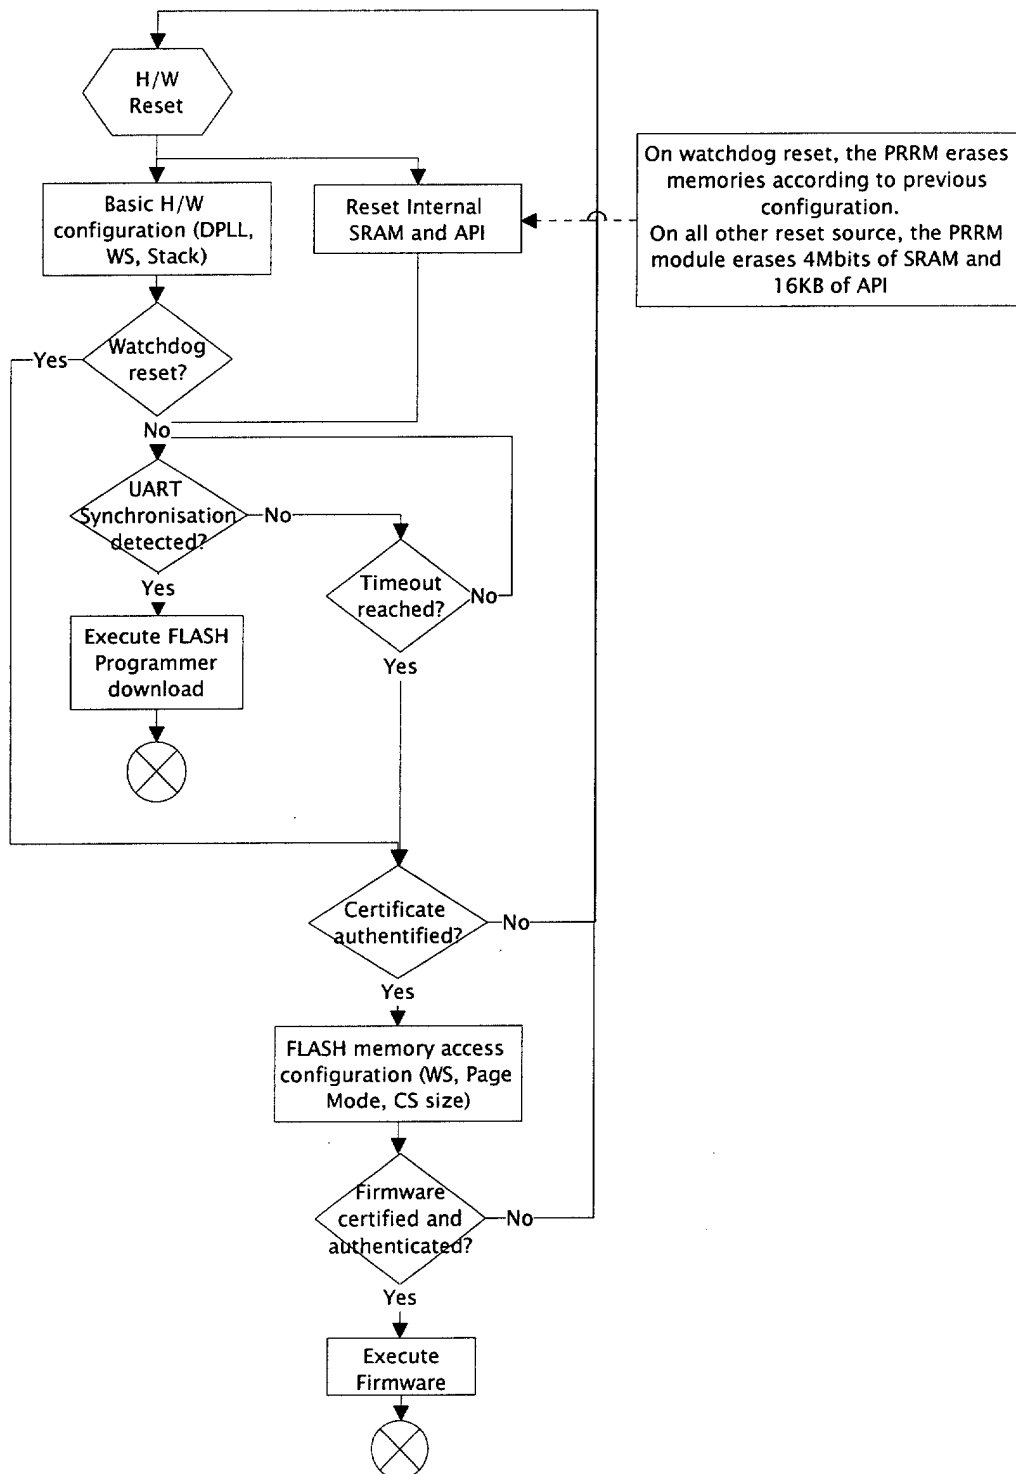 H/W
Reset
On watchdog reset, the PRRM erases
memories according to previous
configuration.
On all other reset source, the PRRM
module erases 4Mbits of SRAM and
16KB of API
Basic H/W
configuration (DPLL,
WS, Stack)
Reset Internal
SRAM and API
Yes
Watchdog
reset?
No
UART
Synchronisation
detected?
No
Yes
Timeout
reached?
No
Yes
Execute FLASH
Programmer
download
Certificate
authentified?
No
Yes
FLASH memory access
configuration (WS, Page
Mode, CS size)
Firmware
certified and
authenticated?
No
Yes
Execute
Firmware